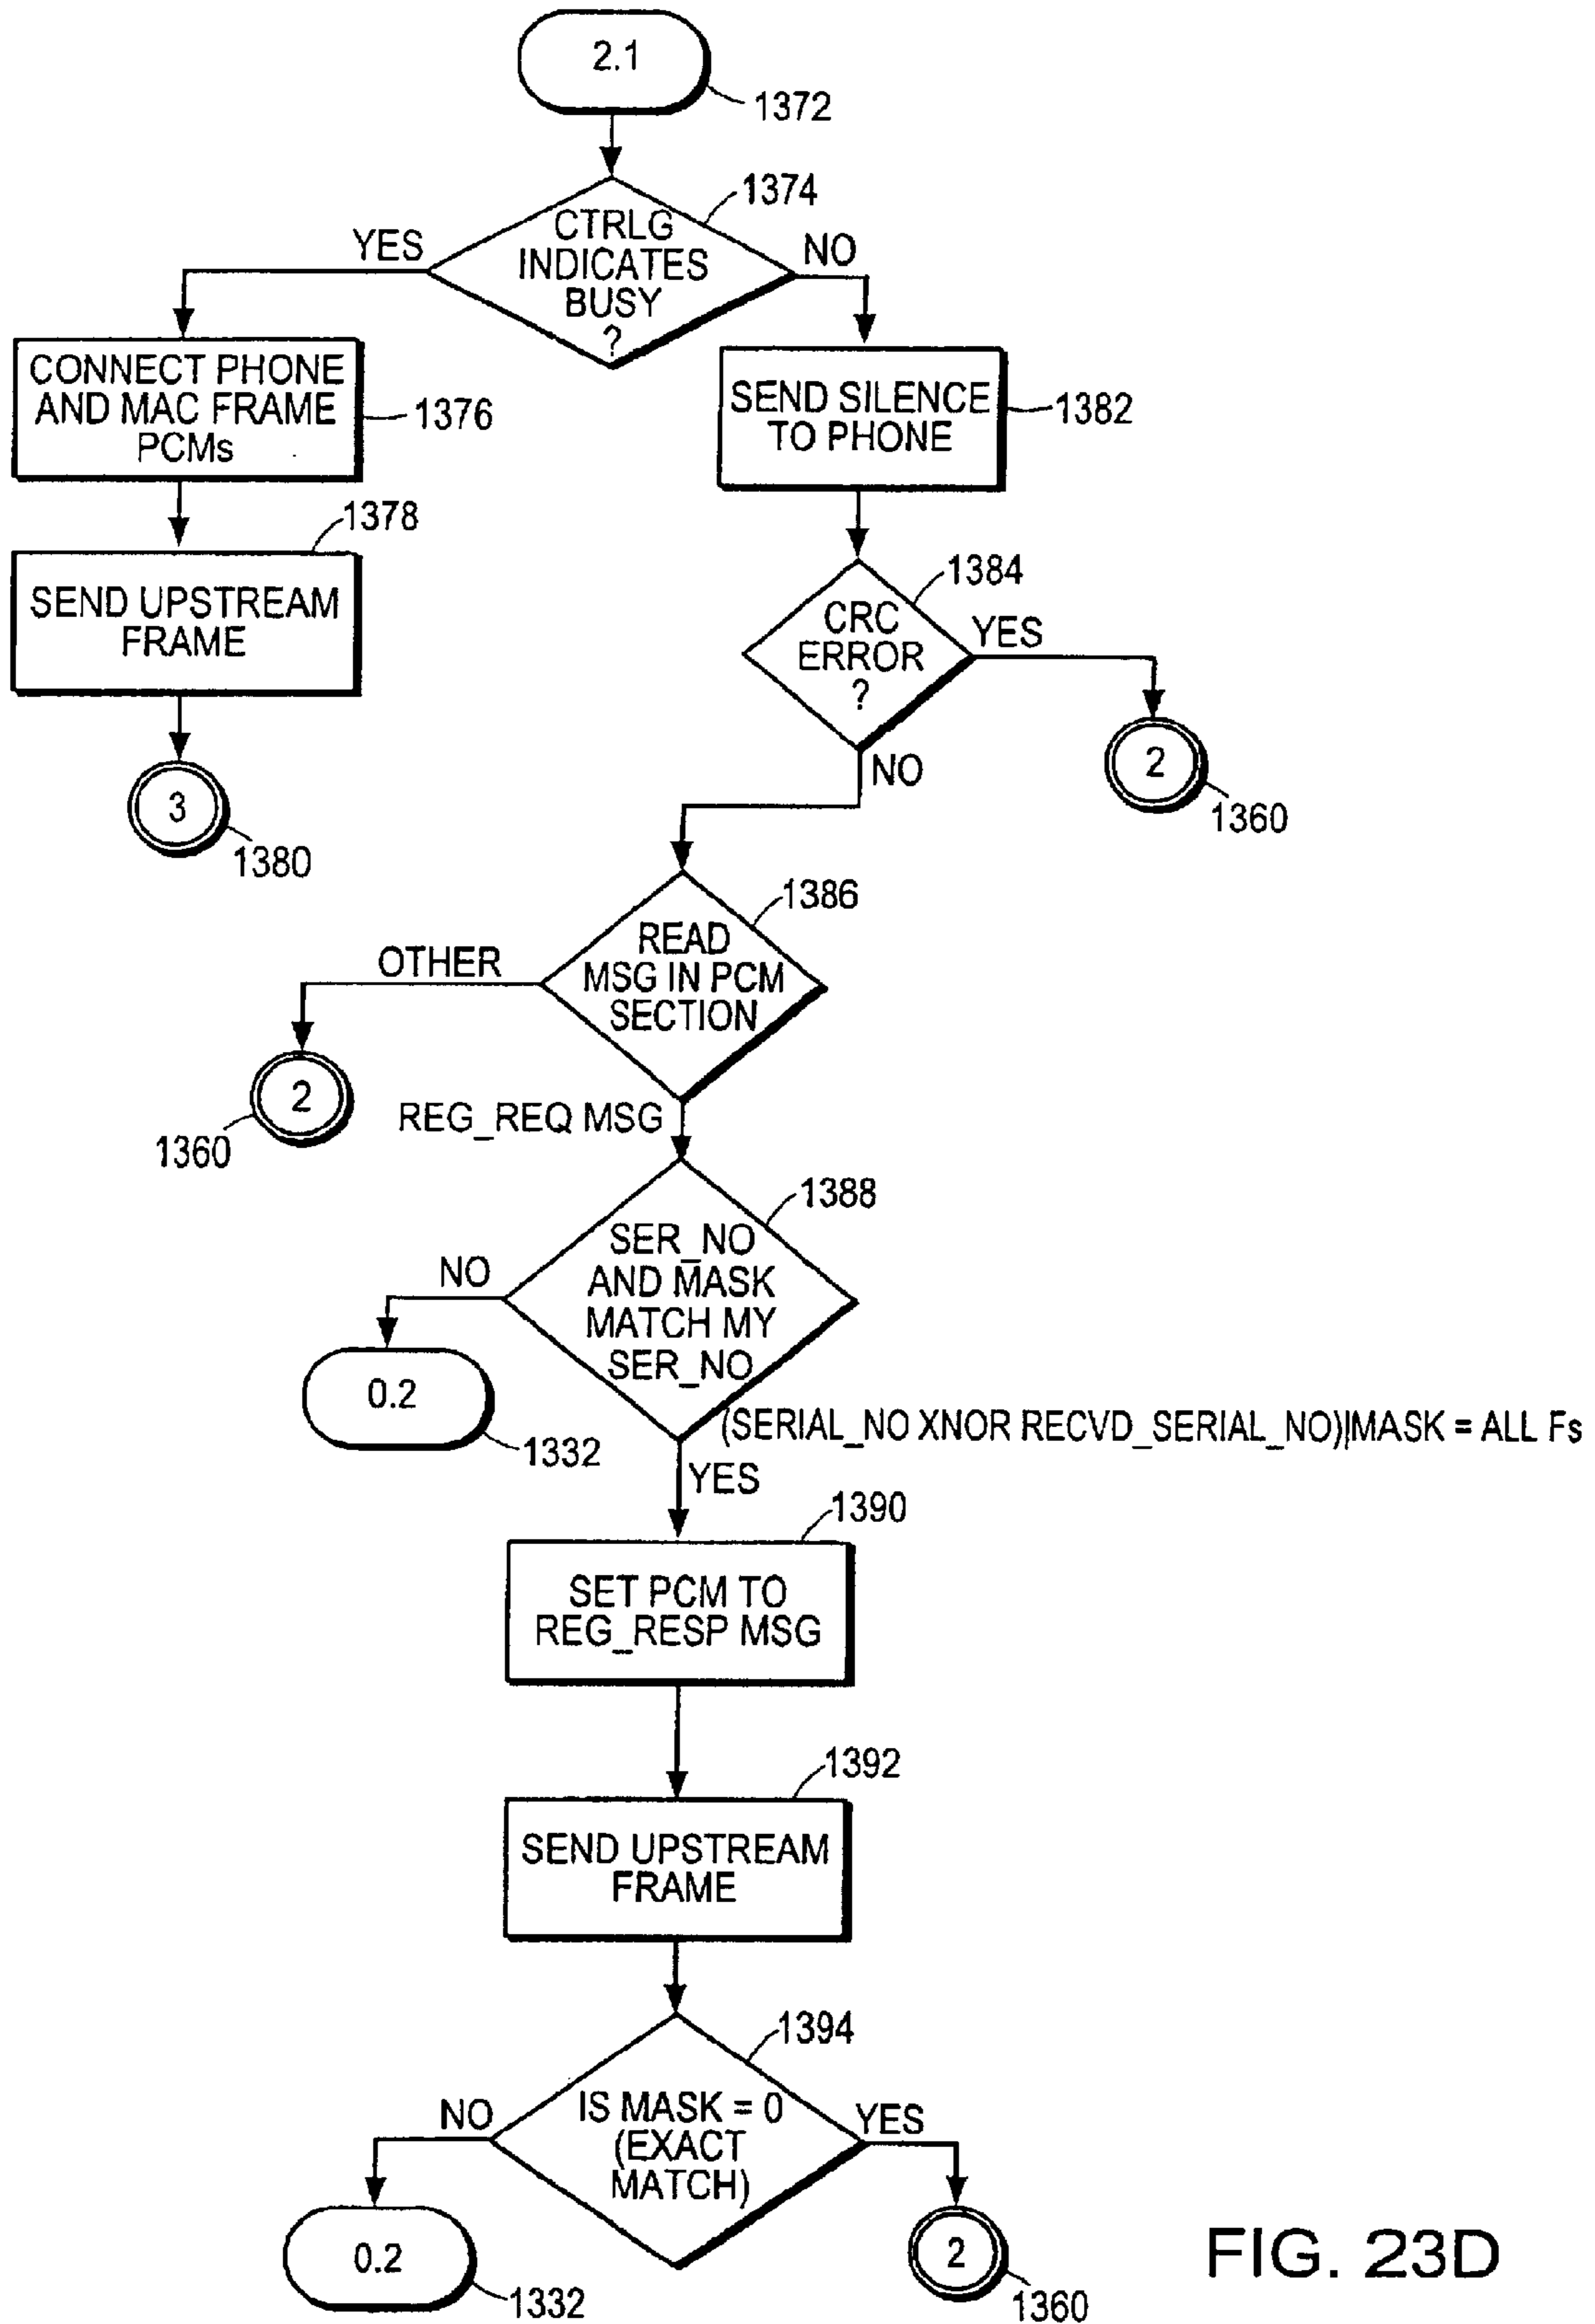 2.1
1372
1374
CTRLG
INDICATES
BUSY
?
YES
NO
CONNECT PHONE
AND MAC FRAME
PCMs
1376
SEND SILENCE
TO PHONE
1382
1378
SEND UPSTREAM
FRAME
1384
CRC
ERROR
?
YES
NO
2
1360
3
1380
1386
READ
MSG IN PCM
SECTION
OTHER
2
1360
REG_REQ MSG
1388
SER_NO
AND MASK
MATCH MY
SER_NO
NO
0.2
1332
(SERIAL_NO XNOR RECVD_SERIAL_NO)|MASK = ALL Fs
YES
1390
SET PCM TO
REG_RESP MSG
1392
SEND UPSTREAM
FRAME
1394
IS MASK = 0
(EXACT
MATCH)
NO
YES
0.2
1332
2
1360
FIG. 23D